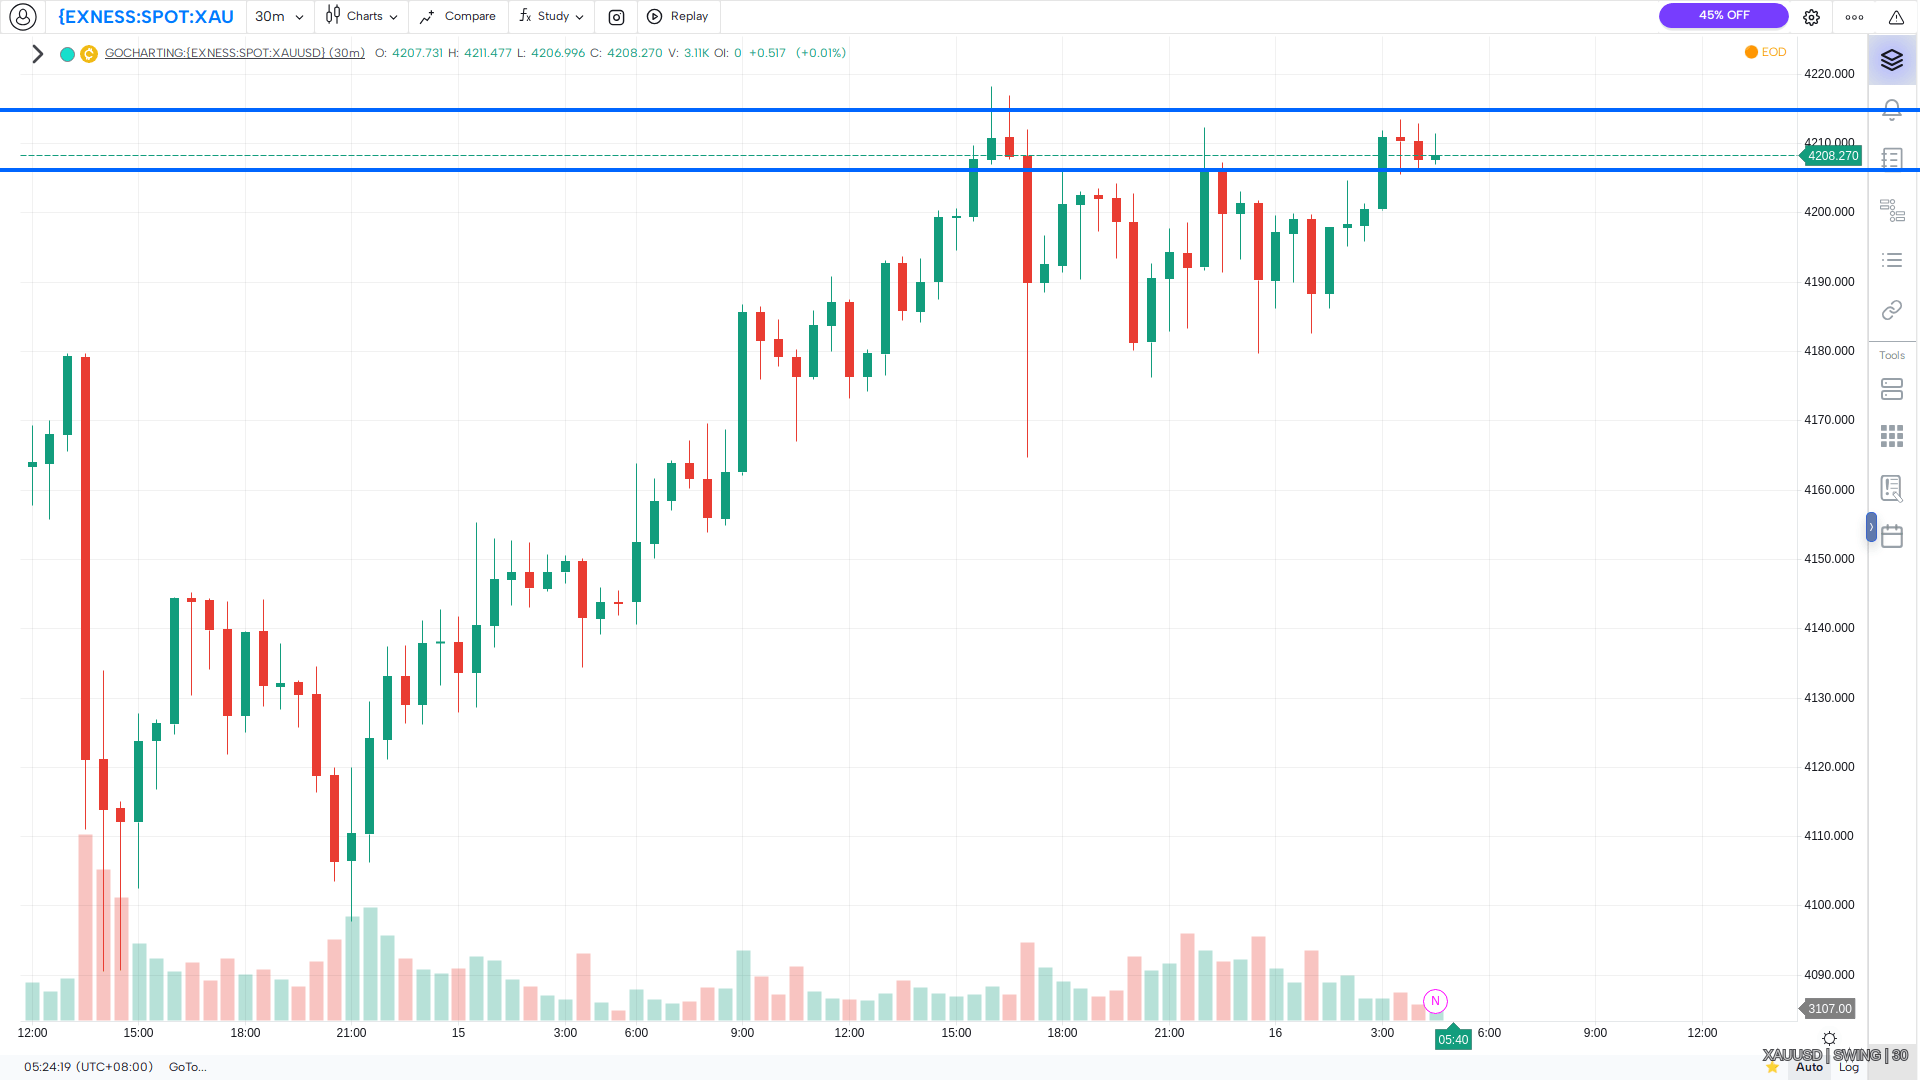 {EXNESS:SPOT:XAU 30m Charts Compare Study Replay 45% OFF
GOCHARTING:{EXNESS:SPOT:XAUUSD} (30m) O: 4207.731 H: 4211.477 L: 4206.996 C: 4208.270 V: 3.11K OI: 0 +0.517 (+0.01%) EOD
4220.000
4210.000
4208.270
4200.000
4190.000
4180.000
4170.000
4160.000
4150.000
4140.000
4130.000
4120.000
4110.000
4100.000
4090.000
3107.00
Tools
N
12:00 15:00 18:00 21:00 15 3:00 6:00 9:00 12:00 15:00 18:00 21:00 16 3:00 6:00 9:00 12:00
05:40
XAUUSD | SWING | 30
05:24:19 (UTC+08:00) GoTo... Auto Log